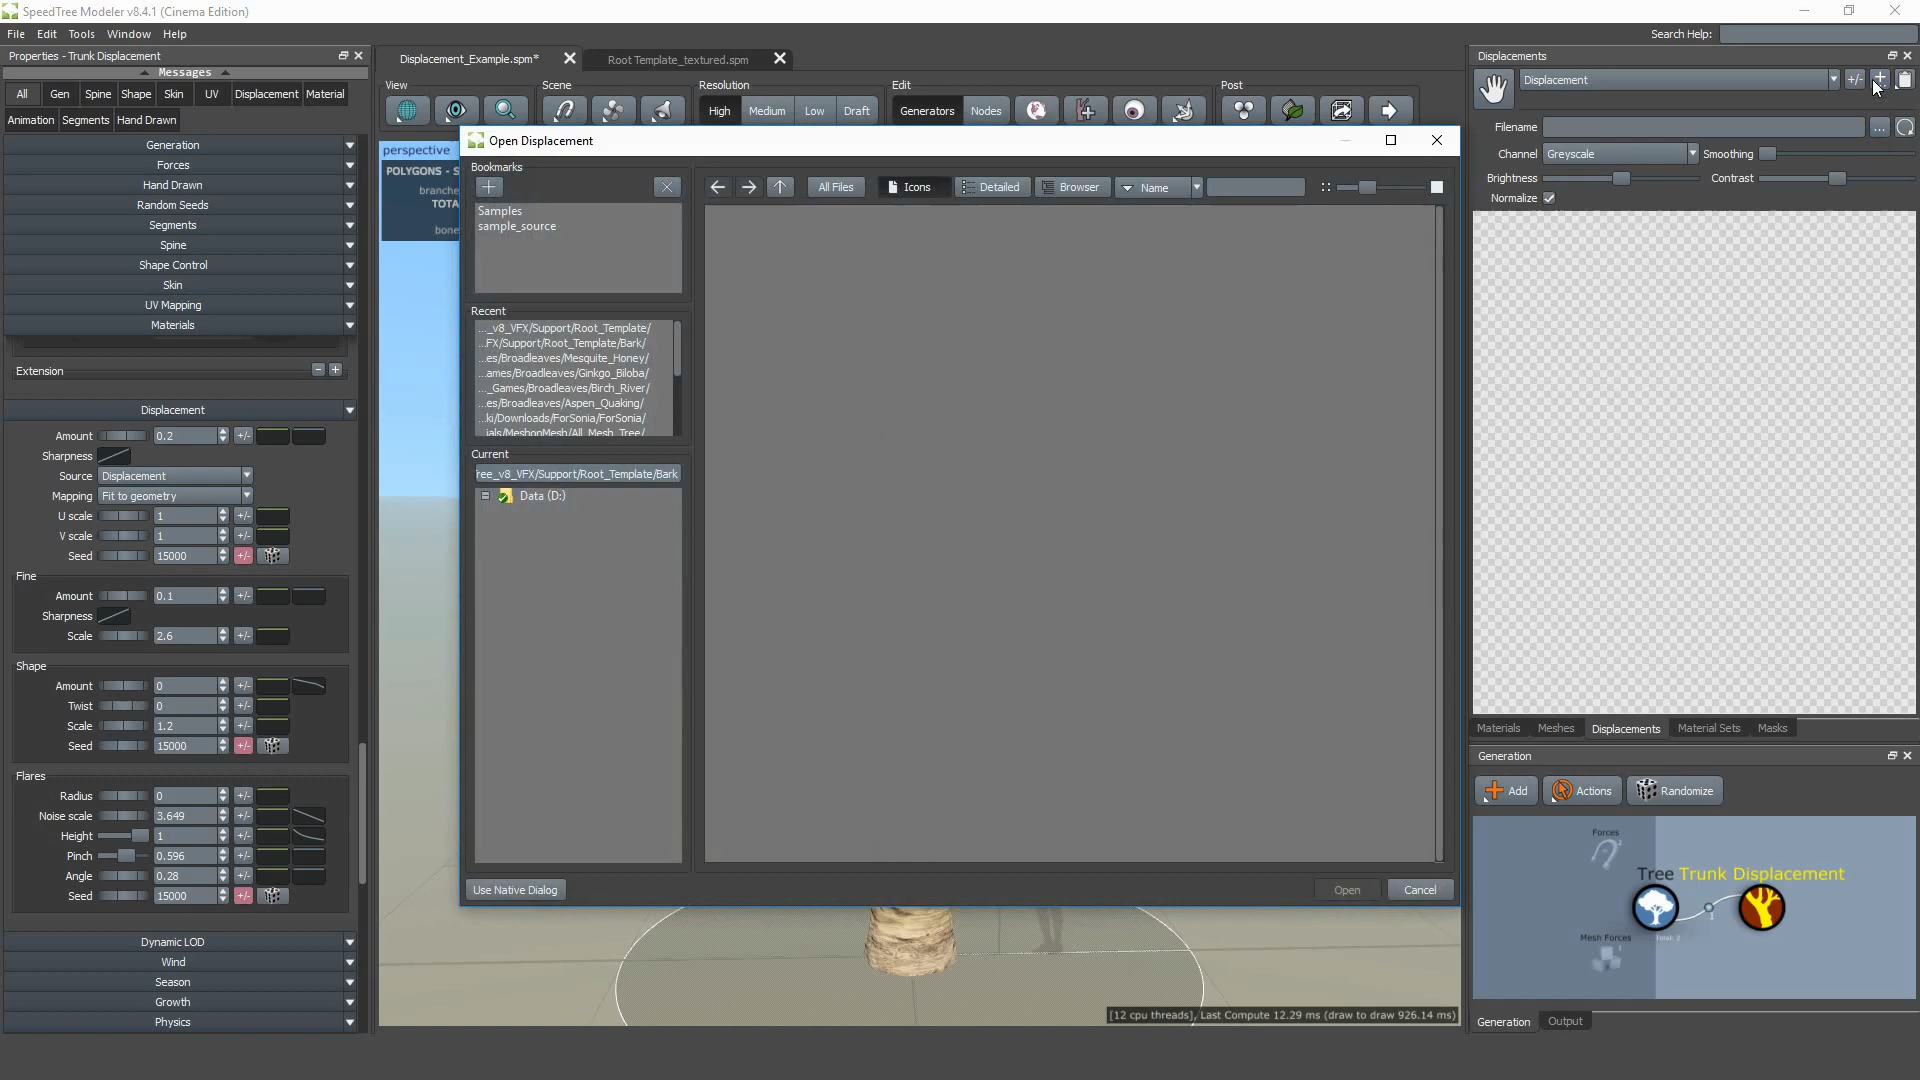 SpeedTree Modeler v8.4.1 (Cinema Edition)
File Edit Tools Window Help
Search Help:
Properties - Trunk Displacement
Messages
All Gen Spine Shape Skin UV Displacement Material
Animation Segments Hand Drawn
Generation
Forces
Hand Drawn
Random Seeds
Segments
Spine
Shape Control
Skin
UV Mapping
Materials
Extension
Displacement
Amount 0.2 +/-
Sharpness
Source Displacement
Mapping Fit to geometry
U scale 1 +/-
V scale 1 +/-
Seed 15000 +/-
Fine
Amount 0.1 +/-
Sharpness
Scale 2.6 +/-
Shape
Amount 0 +/-
Twist 0 +/-
Scale 1.2 +/-
Seed 15000 +/-
Flares
Radius 0 +/-
Noise scale 3.649 +/-
Height 1 +/-
Pinch 0.596 +/-
Angle 0.28 +/-
Seed 15000 +/-
Dynamic LOD
Wind
Season
Growth
Physics
Displacement_Example.spm* Root Template_textured.spm
View Scene Resolution Edit Post
High Medium Low Draft Generators Nodes
perspective
POLYGONS - S
branche
TOTA
bone
Open Displacement
Bookmarks
Samples
sample_source
Recent
..._v8_VFX/Support/Root_Template/
...FX/Support/Root_Template/Bark/
...es/Broadleaves/Mesquite_Honey/
...ames/Broadleaves/Ginkgo_Biloba/
..._Games/Broadleaves/Birch_River/
...es/Broadleaves/Aspen_Quaking/
...ki/Downloads/ForSonia/ForSonia/
...ials/MeshonMesh/All_Mesh_Tree/
Current
ree_v8_VFX/Support/Root_Template/Bark
Data (D:)
All Files Icons Detailed Browser Name
Use Native Dialog Open Cancel
[12 cpu threads], Last Compute 12.29 ms (draw to draw 926.14 ms)
Displacements
Displacement +/-
Filename ...
Channel Greyscale Smoothing
Brightness Contrast
Normalize
Materials Meshes Displacements Material Sets Masks
Generation
Add Actions Randomize
Forces
Tree Trunk Displacement
1
Mesh Forces
Total: 2
Generation Output